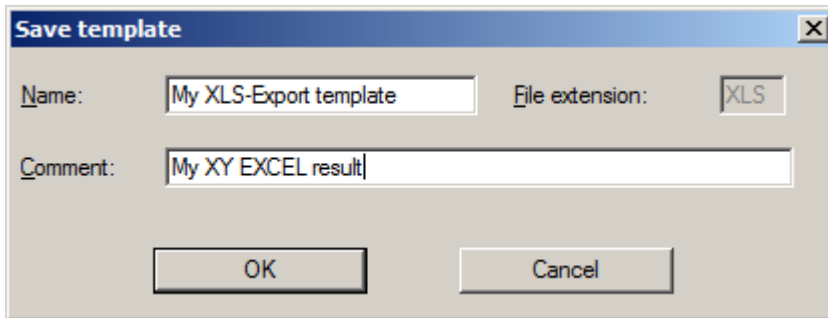 Save template
Name: My XLS-Export template File extension: XLS
Comment: My XY EXCEL result
OK Cancel